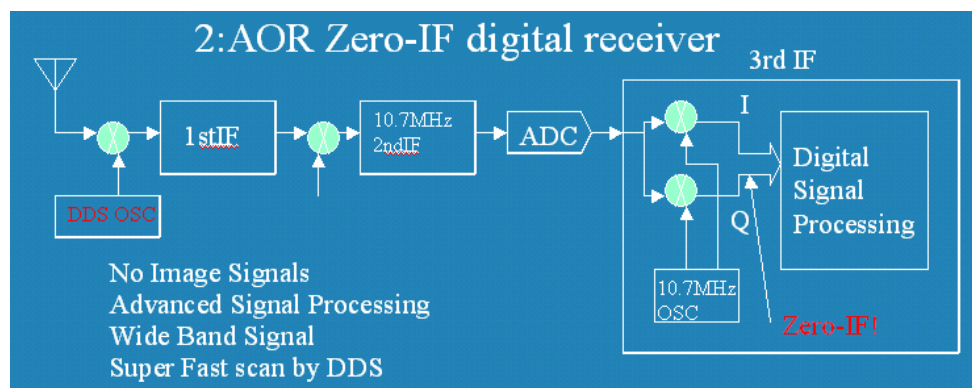 2:AOR Zero-IF digital receiver
3rd IF
1stIF
10.7MHz
2ndIF
ADC
I
Q
Digital
Signal
Processing
DDS OSC
10.7MHz
OSC
Zero-IF!
No Image Signals
Advanced Signal Processing
Wide Band Signal
Super Fast scan by DDS